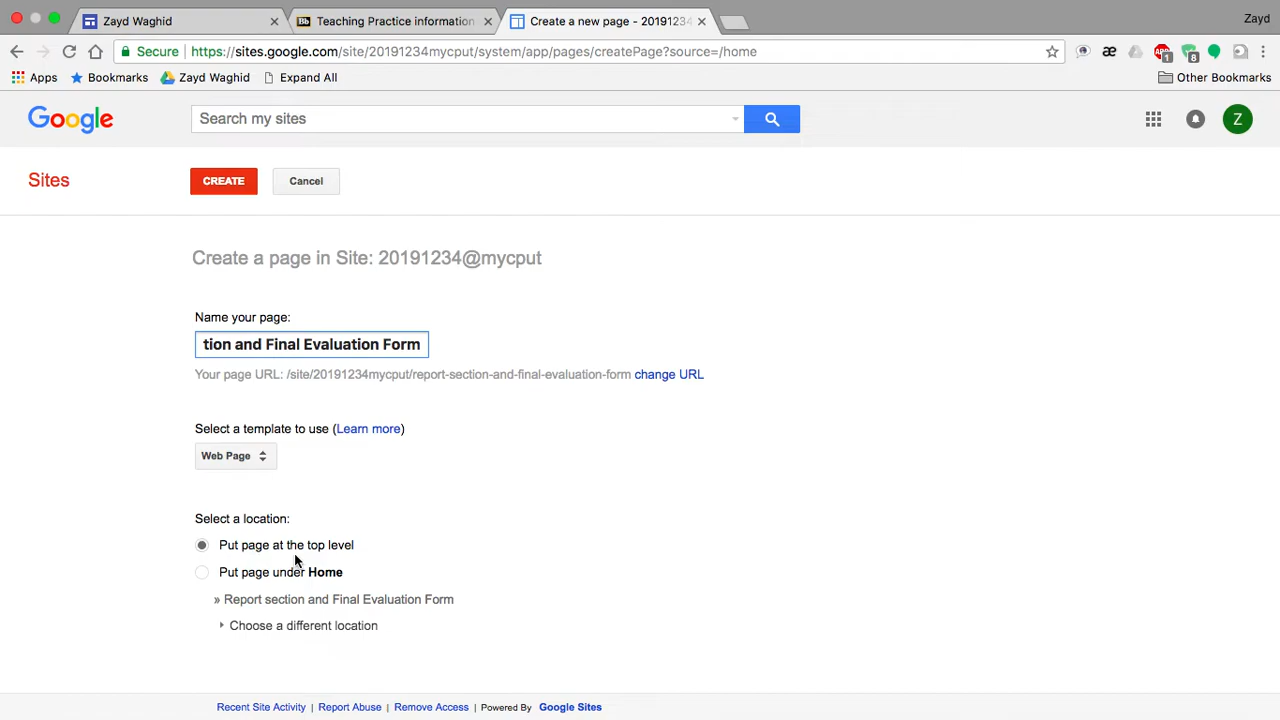 Zayd Waghid
Teaching Practice information
Create a new page - 20191234
Zayd
Secure
https://sites.google.com/site/20191234mycput/system/app/pages/createPage?source=/home
1
8
Apps
Bookmarks
Zayd Waghid
Expand All
Other Bookmarks
Google
Search my sites
Z
Sites
CREATE
Cancel
Create a page in Site: 20191234@mycput
Name your page:
tion and Final Evaluation Form
Your page URL: /site/20191234mycput/report-section-and-final-evaluation-form change URL
Select a template to use (Learn more)
Web Page
Select a location:
Put page at the top level
Put page under Home
» Report section and Final Evaluation Form
Choose a different location
Recent Site Activity | Report Abuse | Remove Access | Powered By Google Sites